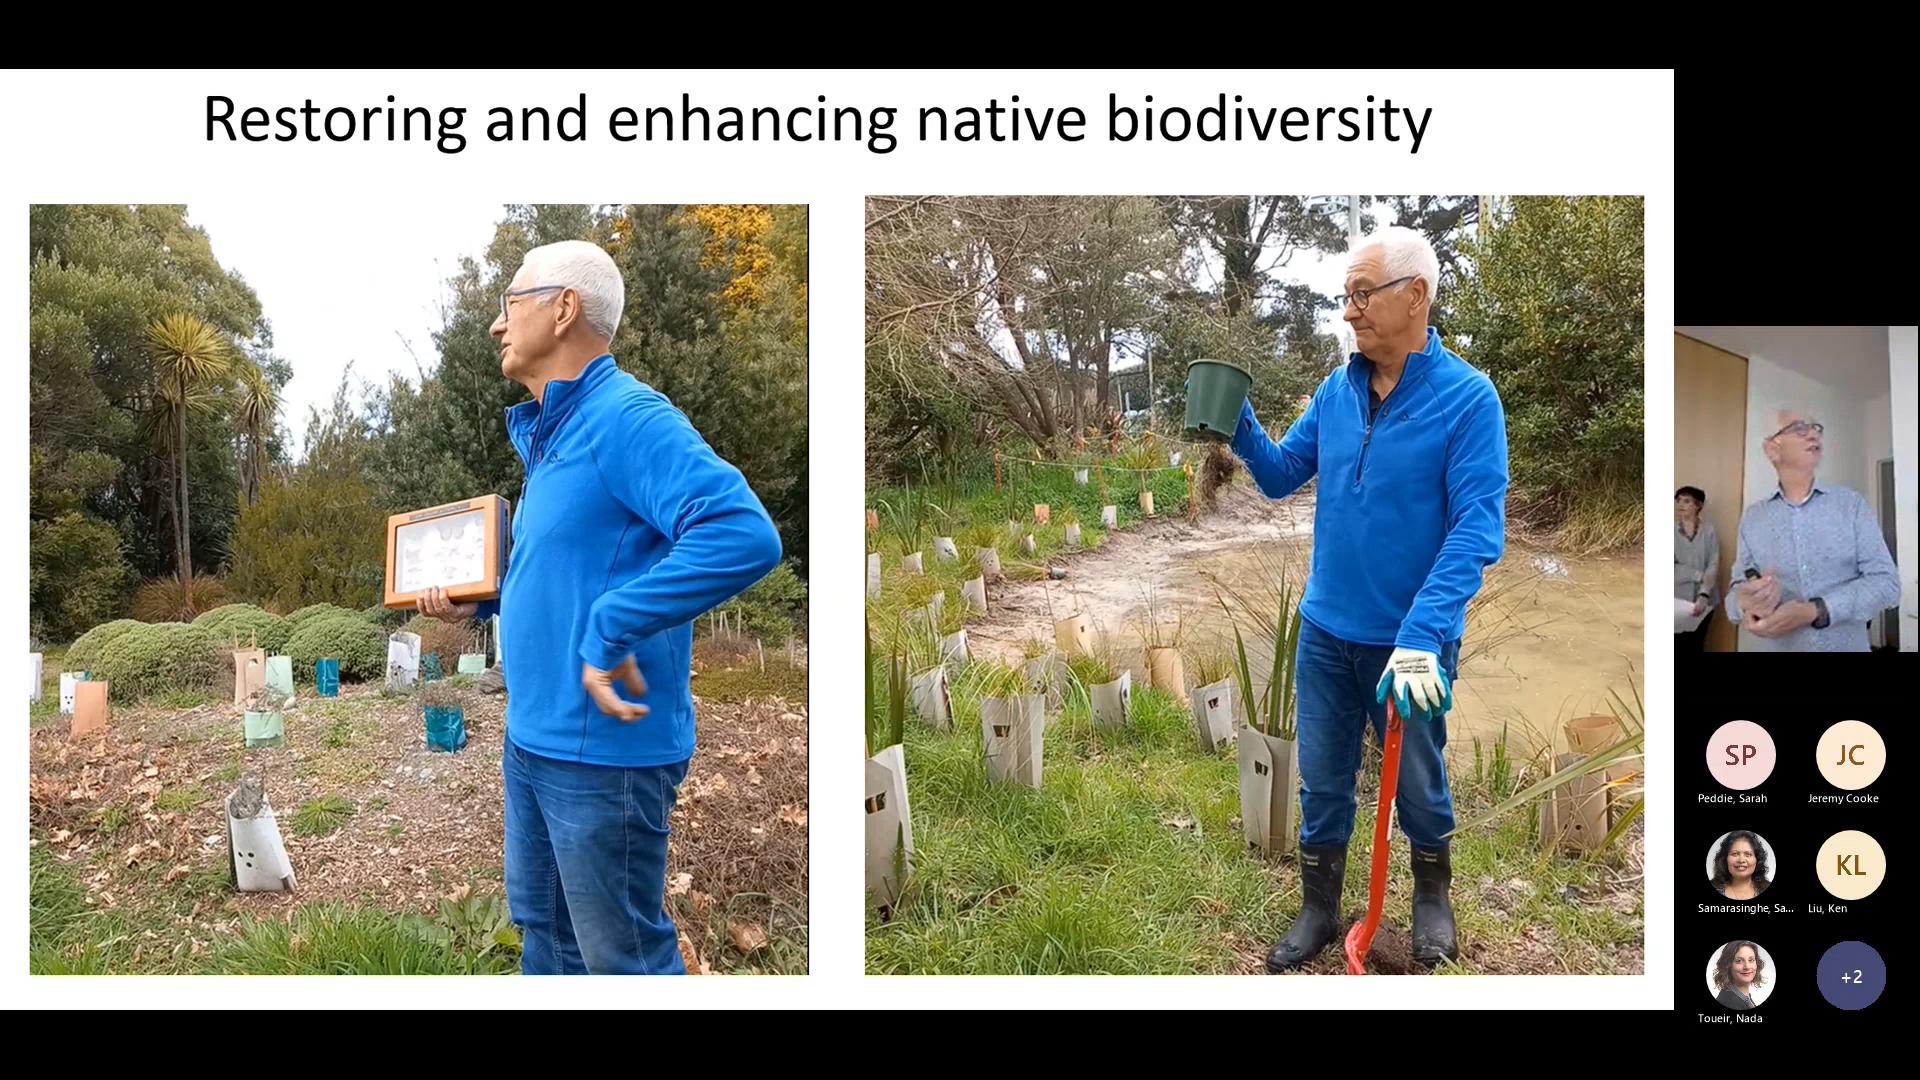 Restoring and enhancing native biodiversity
SP
JC
Peddie, Sarah
Jeremy Cooke
KL
Samarasinghe, Sa...
Liu, Ken
+2
Toueir, Nada